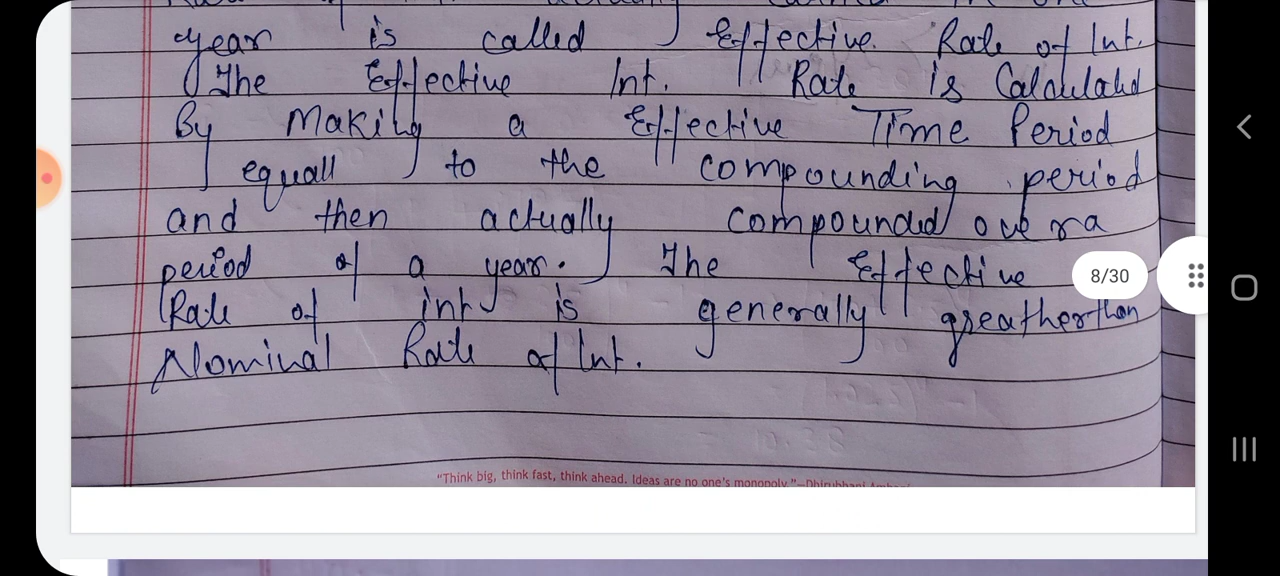 year is called Effective Rate of Int.
The Effective Int. Rate is Calculated
By Making a Effective Time Period
equall to the compounding period
and then actually compounded over a
period of a year. The Effective
8/30
Rate of int is generally greather than
Nominal Rate of Int.
"Think big, think fast, think ahead. Ideas are no one's monopoly."–Dhirubhani